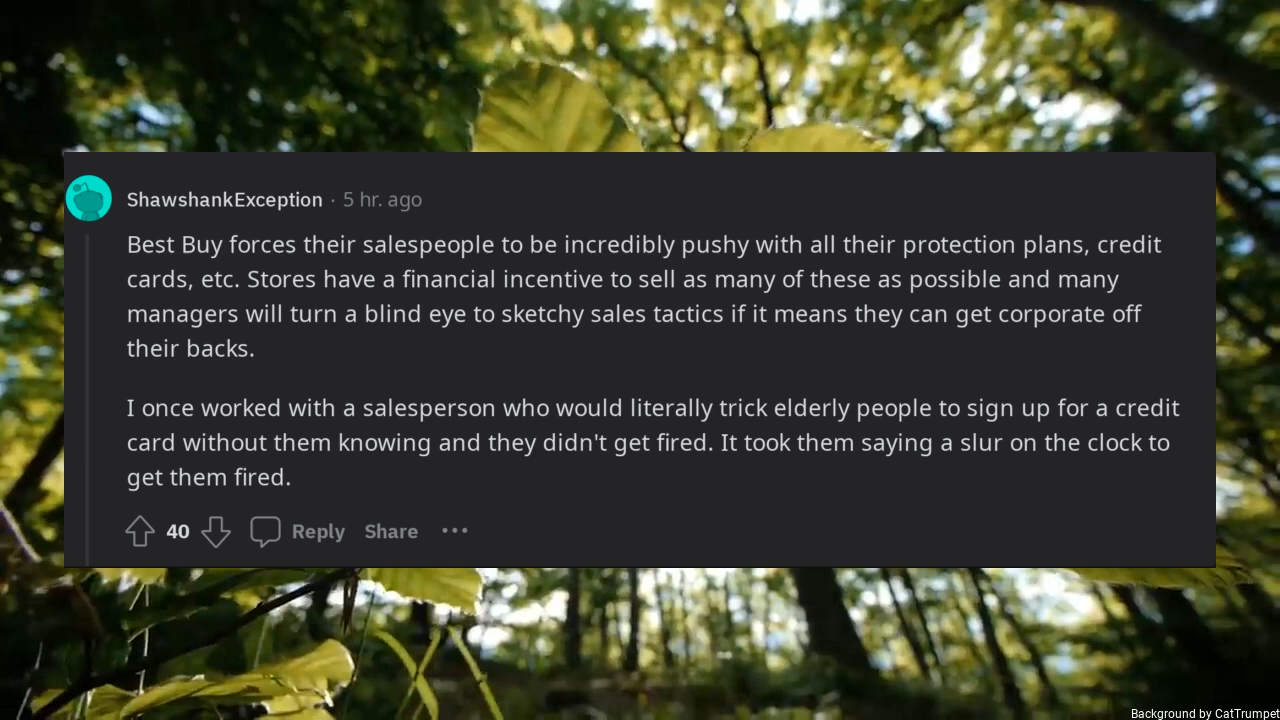 ShawshankException · 5 hr. ago
Best Buy forces their salespeople to be incredibly pushy with all their protection plans, credit
cards, etc. Stores have a financial incentive to sell as many of these as possible and many
managers will turn a blind eye to sketchy sales tactics if it means they can get corporate off
their backs.
I once worked with a salesperson who would literally trick elderly people to sign up for a credit
card without them knowing and they didn't get fired. It took them saying a slur on the clock to
get them fired.
40 Reply Share ···
Background by CatTrumpet